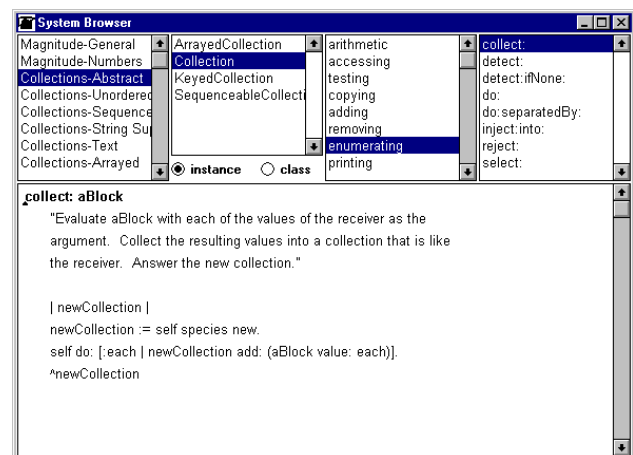 System Browser
Magnitude-General
Magnitude-Numbers
Collections-Abstract
Collections-Unordered
Collections-Sequence
Collections-String Su
Collections-Text
Collections-Arrayed
ArrayedCollection
Collection
KeyedCollection
SequenceableCollecti
instance
class
arithmetic
accessing
testing
copying
adding
removing
enumerating
printing
collect:
detect:
detect:ifNone:
do:
do:separatedBy:
inject:into:
reject:
select:
collect: aBlock
"Evaluate aBlock with each of the values of the receiver as the
argument. Collect the resulting values into a collection that is like
the receiver. Answer the new collection."
| newCollection |
newCollection := self species new.
self do: [:each | newCollection add: (aBlock value: each)].
^newCollection